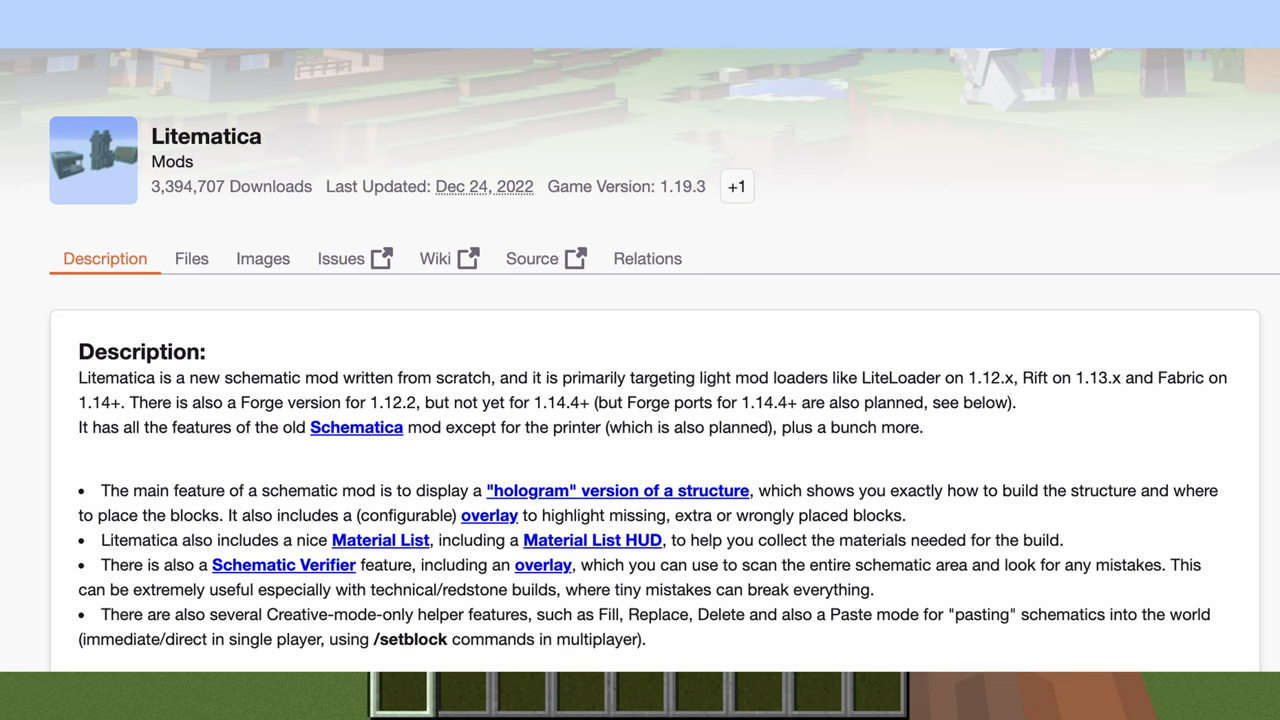 Litematica
Mods
3,394,707 Downloads Last Updated: Dec 24, 2022 Game Version: 1.19.3 +1
Description Files Images Issues Wiki Source Relations
Description:
Litematica is a new schematic mod written from scratch, and it is primarily targeting light mod loaders like LiteLoader on 1.12.x, Rift on 1.13.x and Fabric on
1.14+. There is also a Forge version for 1.12.2, but not yet for 1.14.4+ (but Forge ports for 1.14.4+ are also planned, see below).
It has all the features of the old Schematica mod except for the printer (which is also planned), plus a bunch more.
• The main feature of a schematic mod is to display a "hologram" version of a structure, which shows you exactly how to build the structure and where
to place the blocks. It also includes a (configurable) overlay to highlight missing, extra or wrongly placed blocks.
• Litematica also includes a nice Material List, including a Material List HUD, to help you collect the materials needed for the build.
• There is also a Schematic Verifier feature, including an overlay, which you can use to scan the entire schematic area and look for any mistakes. This
can be extremely useful especially with technical/redstone builds, where tiny mistakes can break everything.
• There are also several Creative-mode-only helper features, such as Fill, Replace, Delete and also a Paste mode for "pasting" schematics into the world
(immediate/direct in single player, using /setblock commands in multiplayer).